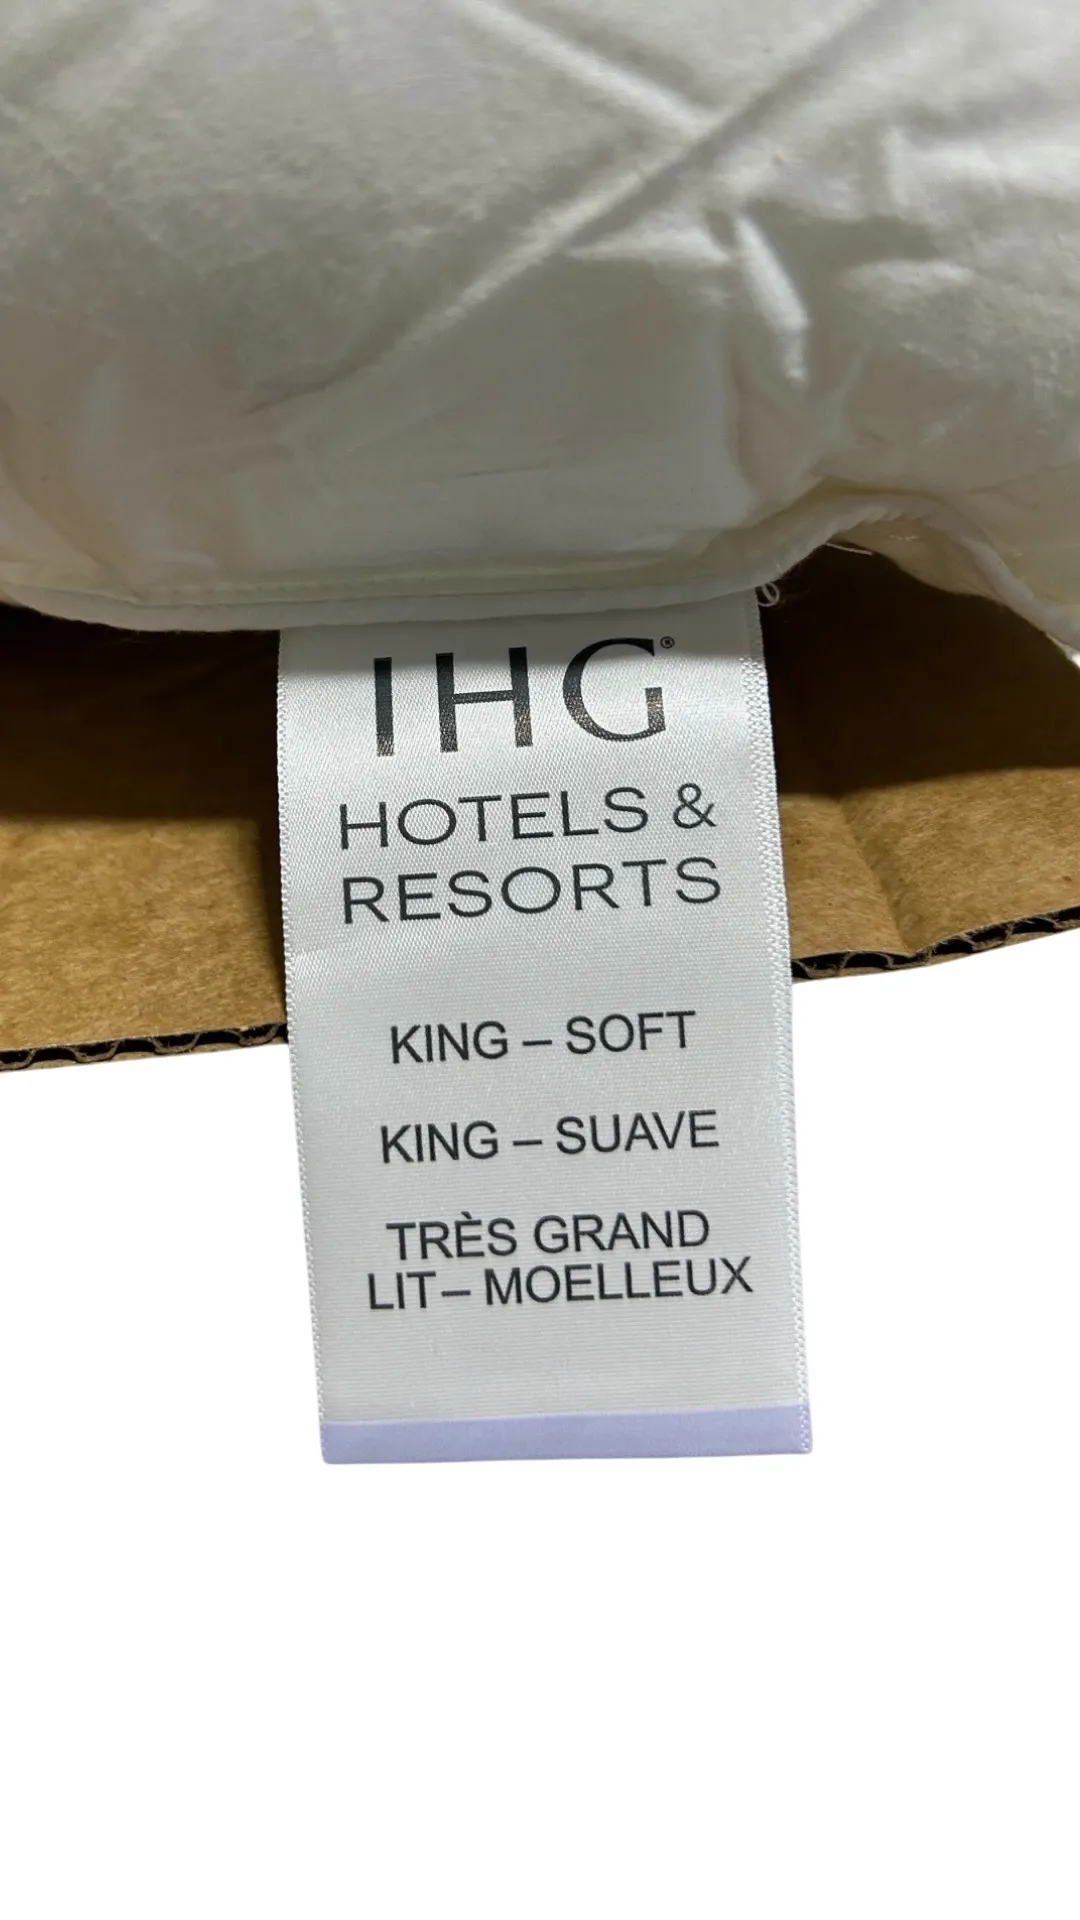 IHG®
HOTELS &
RESORTS
KING – SOFT
KING – SUAVE
TRÈS GRAND
LIT– MOELLEUX